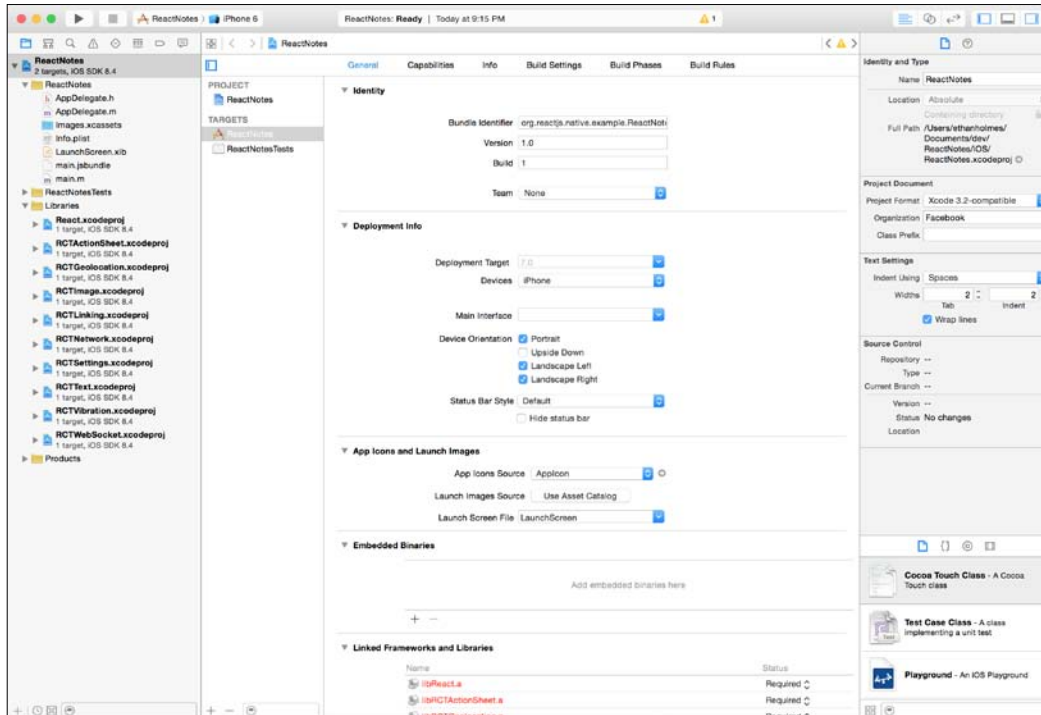 ReactNotes
iPhone 6
ReactNotes: Ready | Today at 9:15 PM
1
ReactNotes
ReactNotes
2 targets, iOS SDK 8.4
ReactNotes
AppDelegate.h
AppDelegate.m
Images.xcassets
Info.plist
LaunchScreen.xib
main.jsbundle
main.m
ReactNotesTests
Libraries
React.xcodeproj
1 target, iOS SDK 8.4
RCTActionSheet.xcodeproj
1 target, iOS SDK 8.4
RCTGeolocation.xcodeproj
1 target, iOS SDK 8.4
RCTImage.xcodeproj
1 target, iOS SDK 8.4
RCTLinking.xcodeproj
1 target, iOS SDK 8.4
RCTNetwork.xcodeproj
1 target, iOS SDK 8.4
RCTSettings.xcodeproj
1 target, iOS SDK 8.4
RCTText.xcodeproj
1 target, iOS SDK 8.4
RCTVibration.xcodeproj
1 target, iOS SDK 8.4
RCTWebSocket.xcodeproj
1 target, iOS SDK 8.4
Products
PROJECT
ReactNotes
TARGETS
ReactNotes
ReactNotesTests
General Capabilities Info Build Settings Build Phases Build Rules
Identity
Bundle Identifier org.reactjs.native.example.ReactNot
Version 1.0
Build 1
Team None
Deployment Info
Deployment Target 7.0
Devices iPhone
Main Interface
Device Orientation Portrait
Upside Down
Landscape Left
Landscape Right
Status Bar Style Default
Hide status bar
App Icons and Launch Images
App Icons Source AppIcon
Launch Images Source Use Asset Catalog
Launch Screen File LaunchScreen
Embedded Binaries
Add embedded binaries here
Linked Frameworks and Libraries
Name Status
libReact.a Required
libRCTActionSheet.a Required
Identity and Type
Name ReactNotes
Location Absolute
Containing directory
Full Path /Users/ethanholmes/
Documents/dev/
ReactNotes/iOS/
ReactNotes.xcodeproj
Project Document
Project Format Xcode 3.2-compatible
Organization Facebook
Class Prefix
Text Settings
Indent Using Spaces
Widths 2 2
Tab Indent
Wrap lines
Source Control
Repository --
Type --
Current Branch --
Version --
Status No changes
Location
Cocoa Touch Class - A Cocoa
Touch class
Test Case Class - A class
implementing a unit test
Test
Playground - An iOS Playground